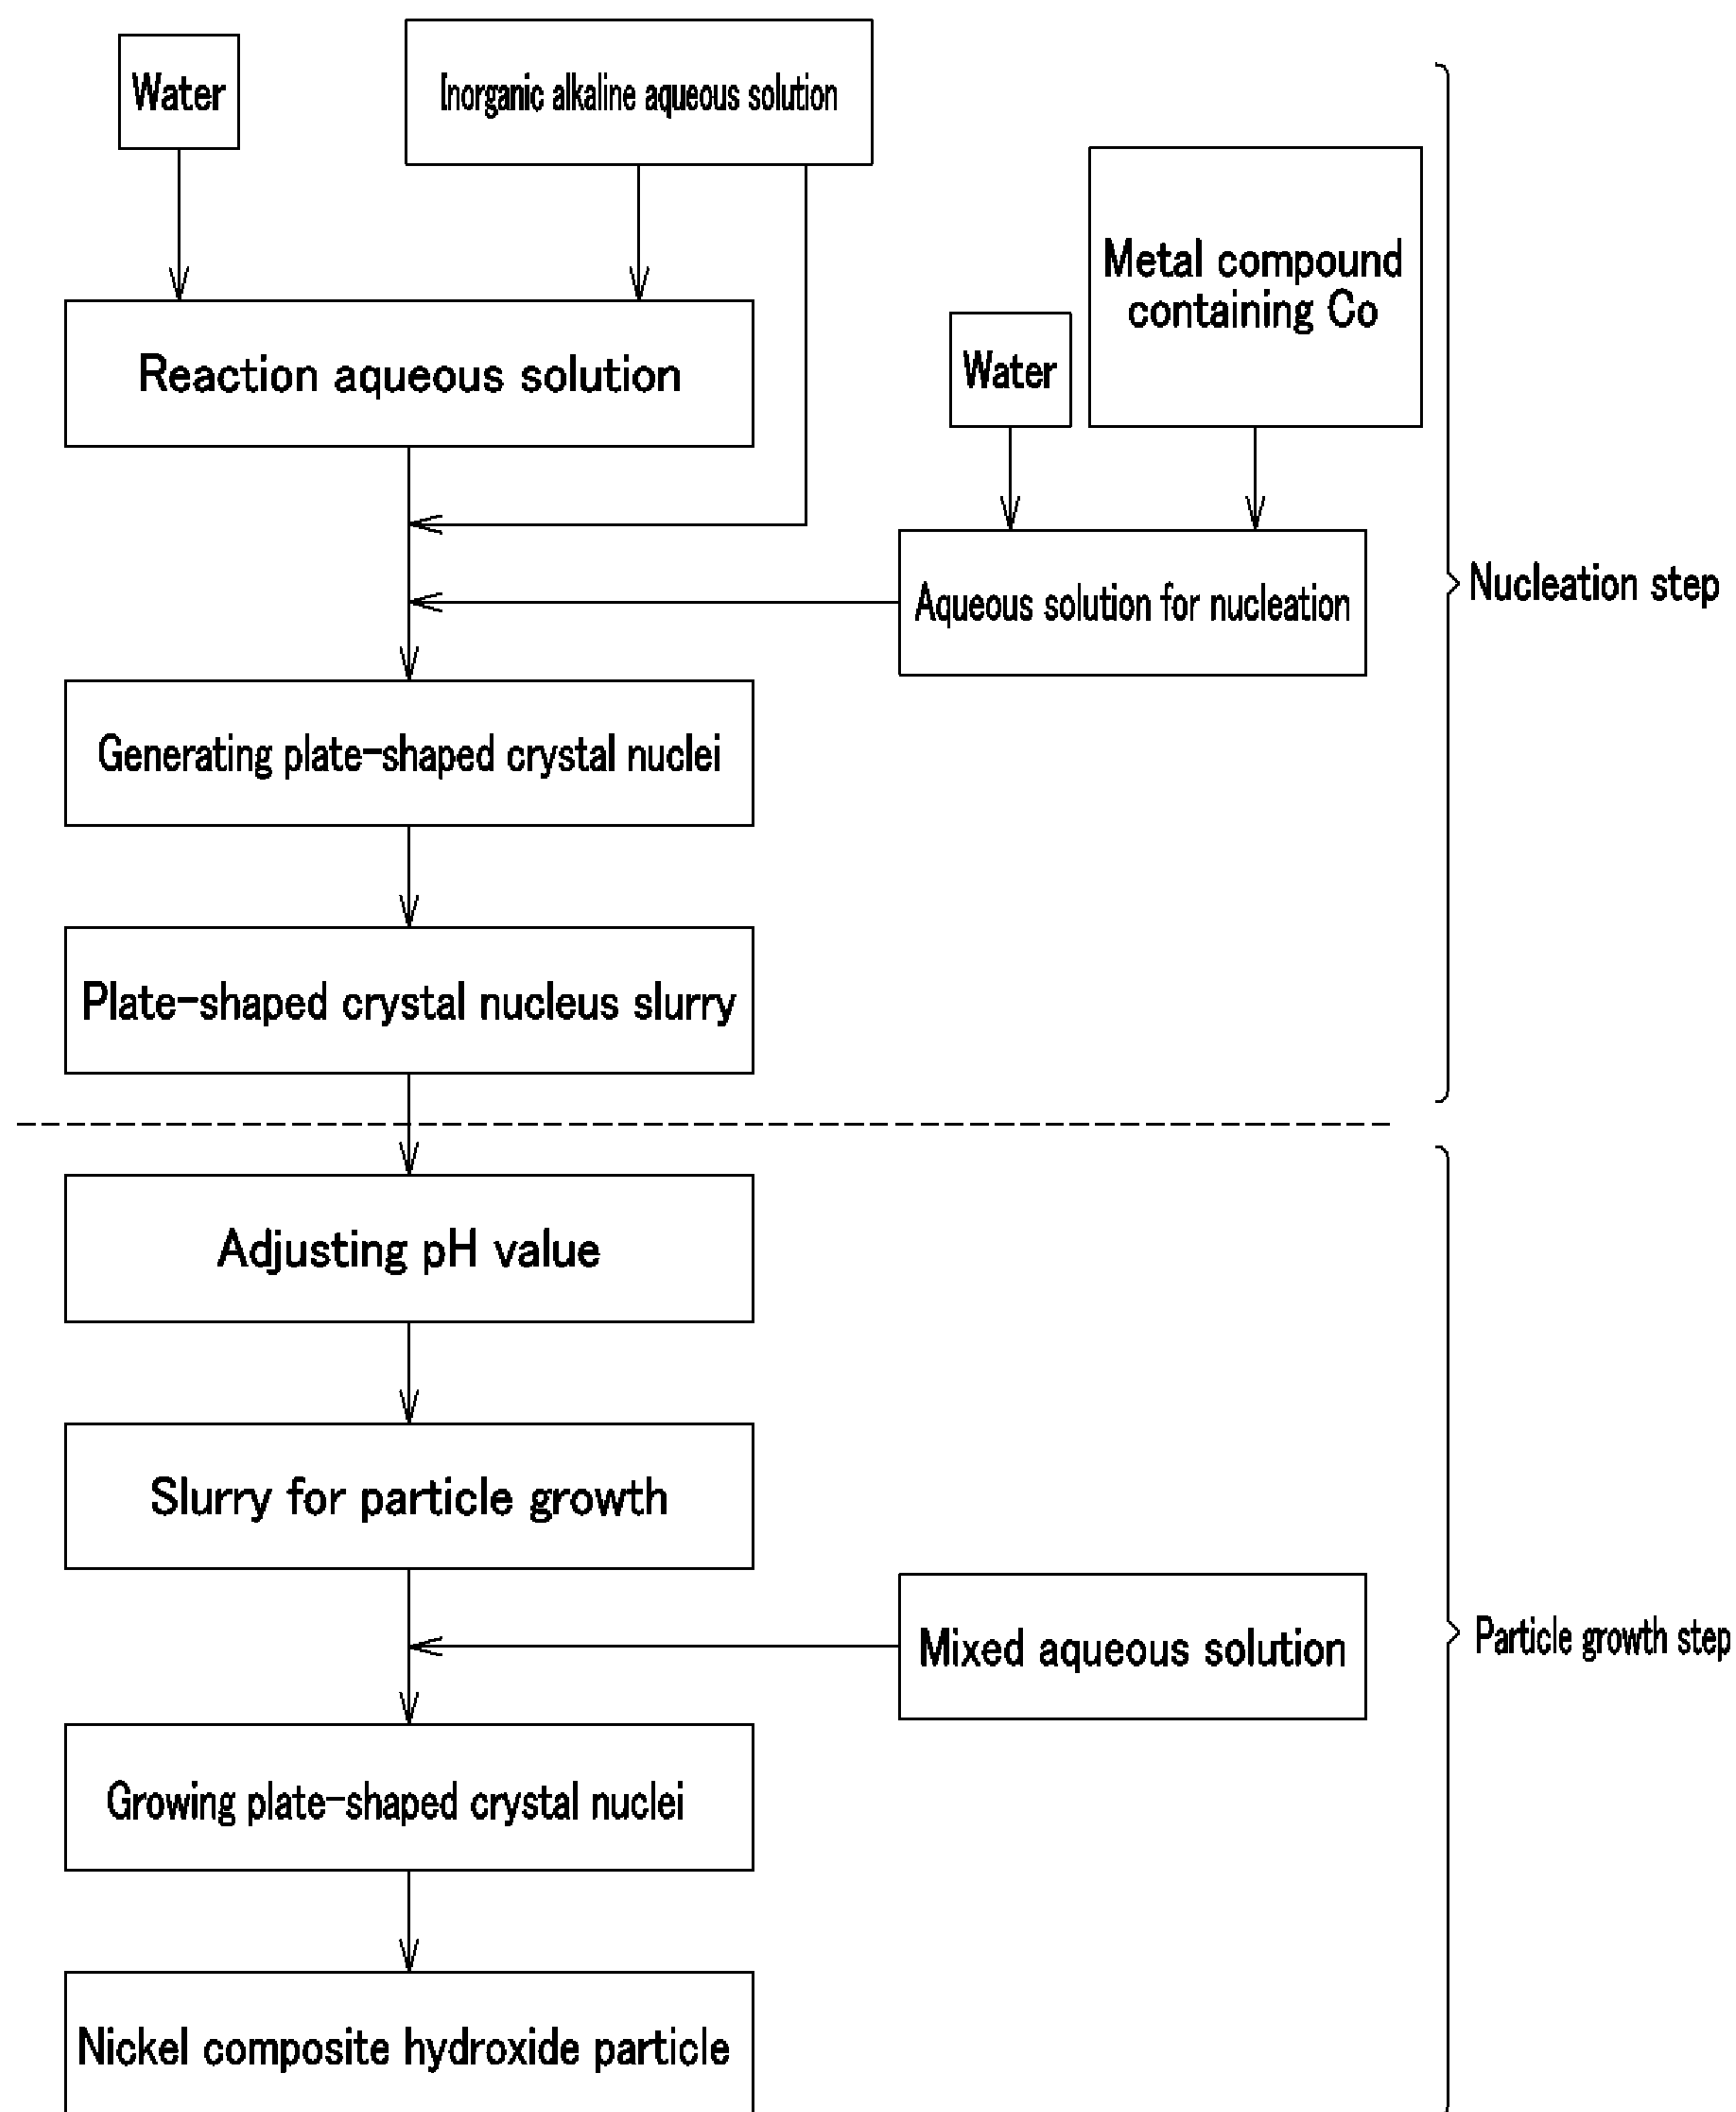 Water
Inorganic alkaline aqueous solution
Metal compound
containing Co
Reaction aqueous solution
Water
Aqueous solution for nucleation
Nucleation step
Generating plate-shaped crystal nuclei
Plate-shaped crystal nucleus slurry
Adjusting pH value
Slurry for particle growth
Mixed aqueous solution
Particle growth step
Growing plate-shaped crystal nuclei
Nickel composite hydroxide particle